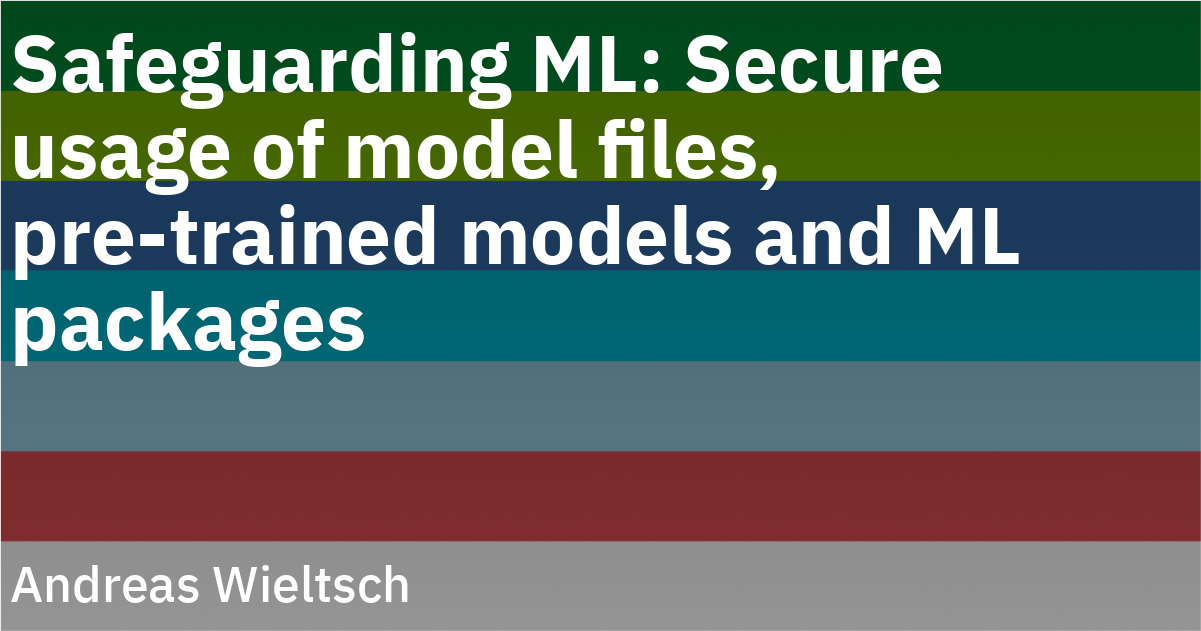 Safeguarding ML: Secure
usage of model files,
pre-trained models and ML
packages
Andreas Wieltsch